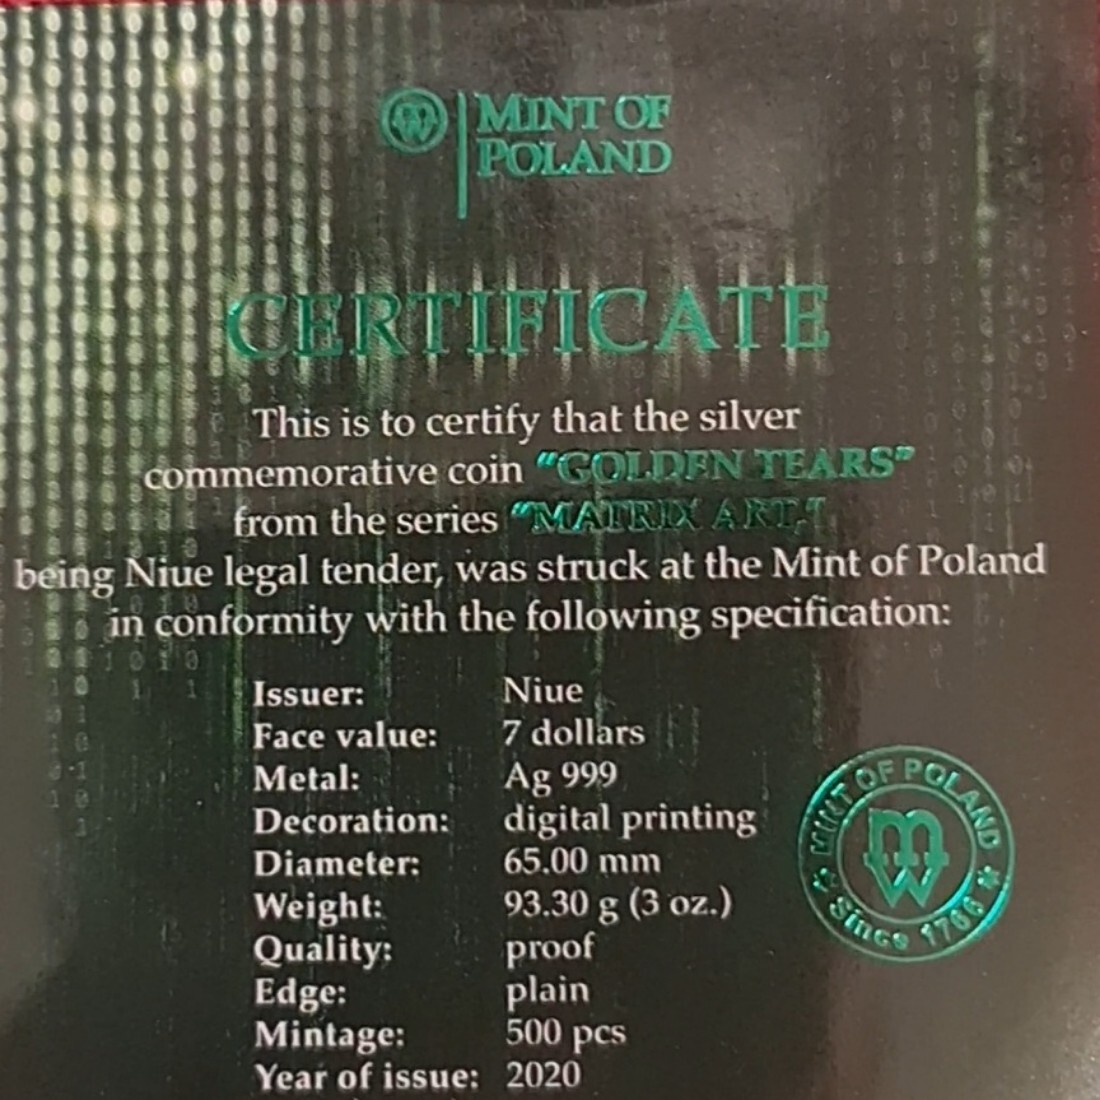 MINT OF
POLAND
CERTIFICATE
This is to certify that the silver
commemorative coin "GOLDEN TEARS"
from the series "MATRIX ART,"
being Niue legal tender, was struck at the Mint of Poland
in conformity with the following specification:
Issuer: Niue
Face value: 7 dollars
Metal: Ag 999
Decoration: digital printing
Diameter: 65.00 mm
Weight: 93.30 g (3 oz.)
Quality: proof
Edge: plain
Mintage: 500 pcs
Year of issue: 2020
MINT OF POLAND
Since 1766